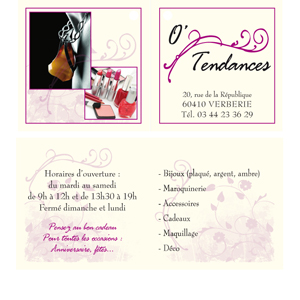 O'
Tendances
20, rue de la République
60410 VERBERIE
Tél. 03 44 23 36 29
Horaires d'ouverture :
du mardi au samedi
de 9h à 12h et de 13h30 à 19h
Fermé dimanche et lundi
Pensez au bon cadeau
Pour toutes les occasions :
Anniversaire, fêtes...
- Bijoux (plaqué, argent, ambre)
- Maroquinerie
- Accessoires
- Cadeaux
- Maquillage
- Déco